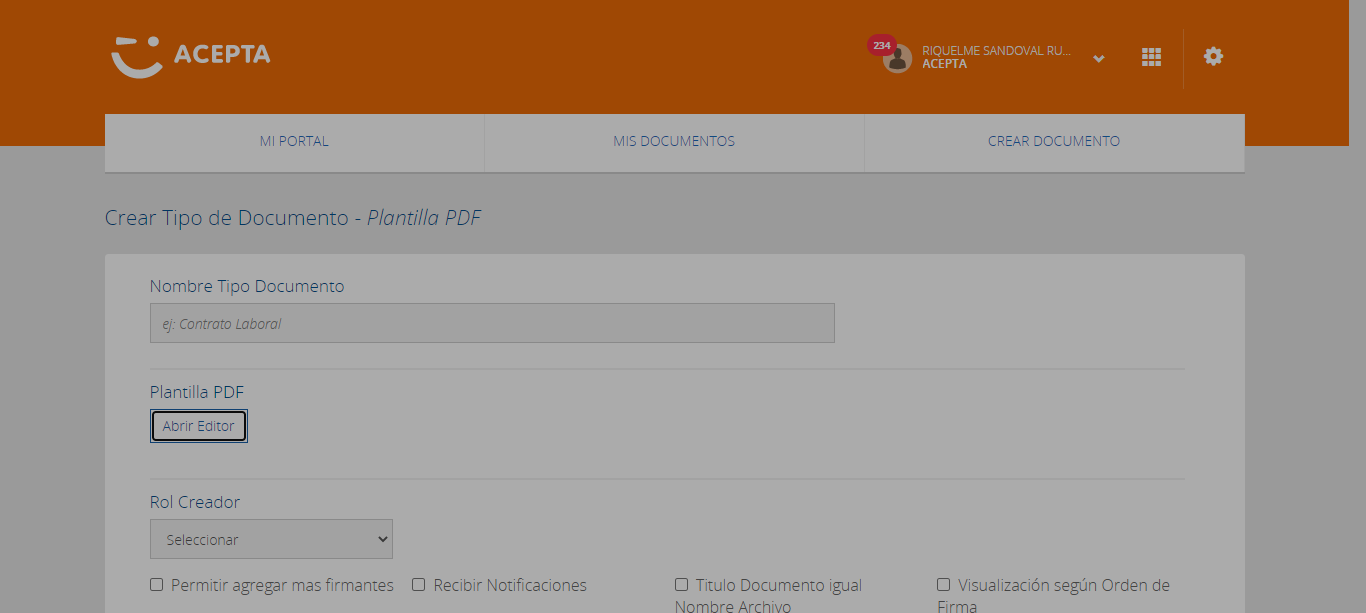 ACEPTA
234
RIQUELME SANDOVAL RU...
ACEPTA
MI PORTAL
MIS DOCUMENTOS
CREAR DOCUMENTO
Crear Tipo de Documento - Plantilla PDF
Nombre Tipo Documento
ej: Contrato Laboral
Plantilla PDF
Abrir Editor
Rol Creador
Seleccionar
Permitir agregar mas firmantes
Recibir Notificaciones
Titulo Documento igual
Nombre Archivo
Visualización según Orden de
Firma